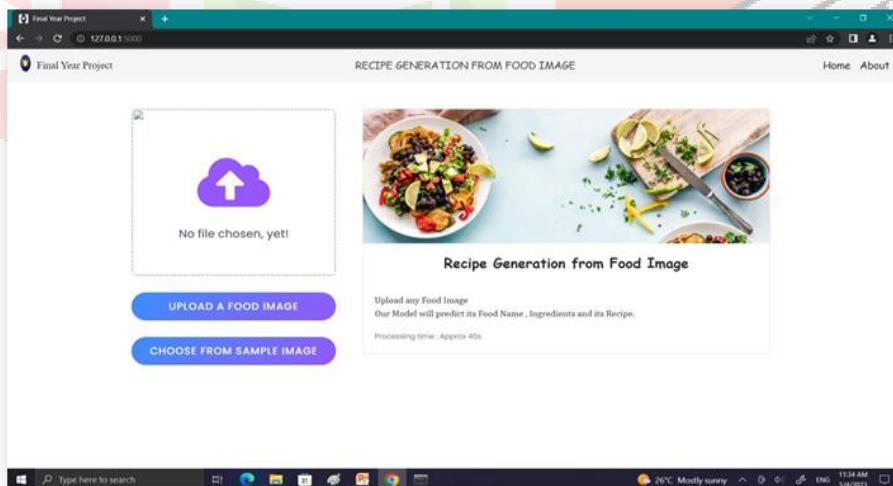 Final Year Project
127.0.0.1:5000
Final Year Project
RECIPE GENERATION FROM FOOD IMAGE
Home About
No file chosen, yet!
UPLOAD A FOOD IMAGE
CHOOSE FROM SAMPLE IMAGE
Recipe Generation from Food Image
Upload any Food Image
Our Model will predict its Food Name , Ingredients and its Recipe.
Processing time : Approx 40s
Type here to search
26°C Mostly sunny
ENG
11:34 AM
5/4/2023